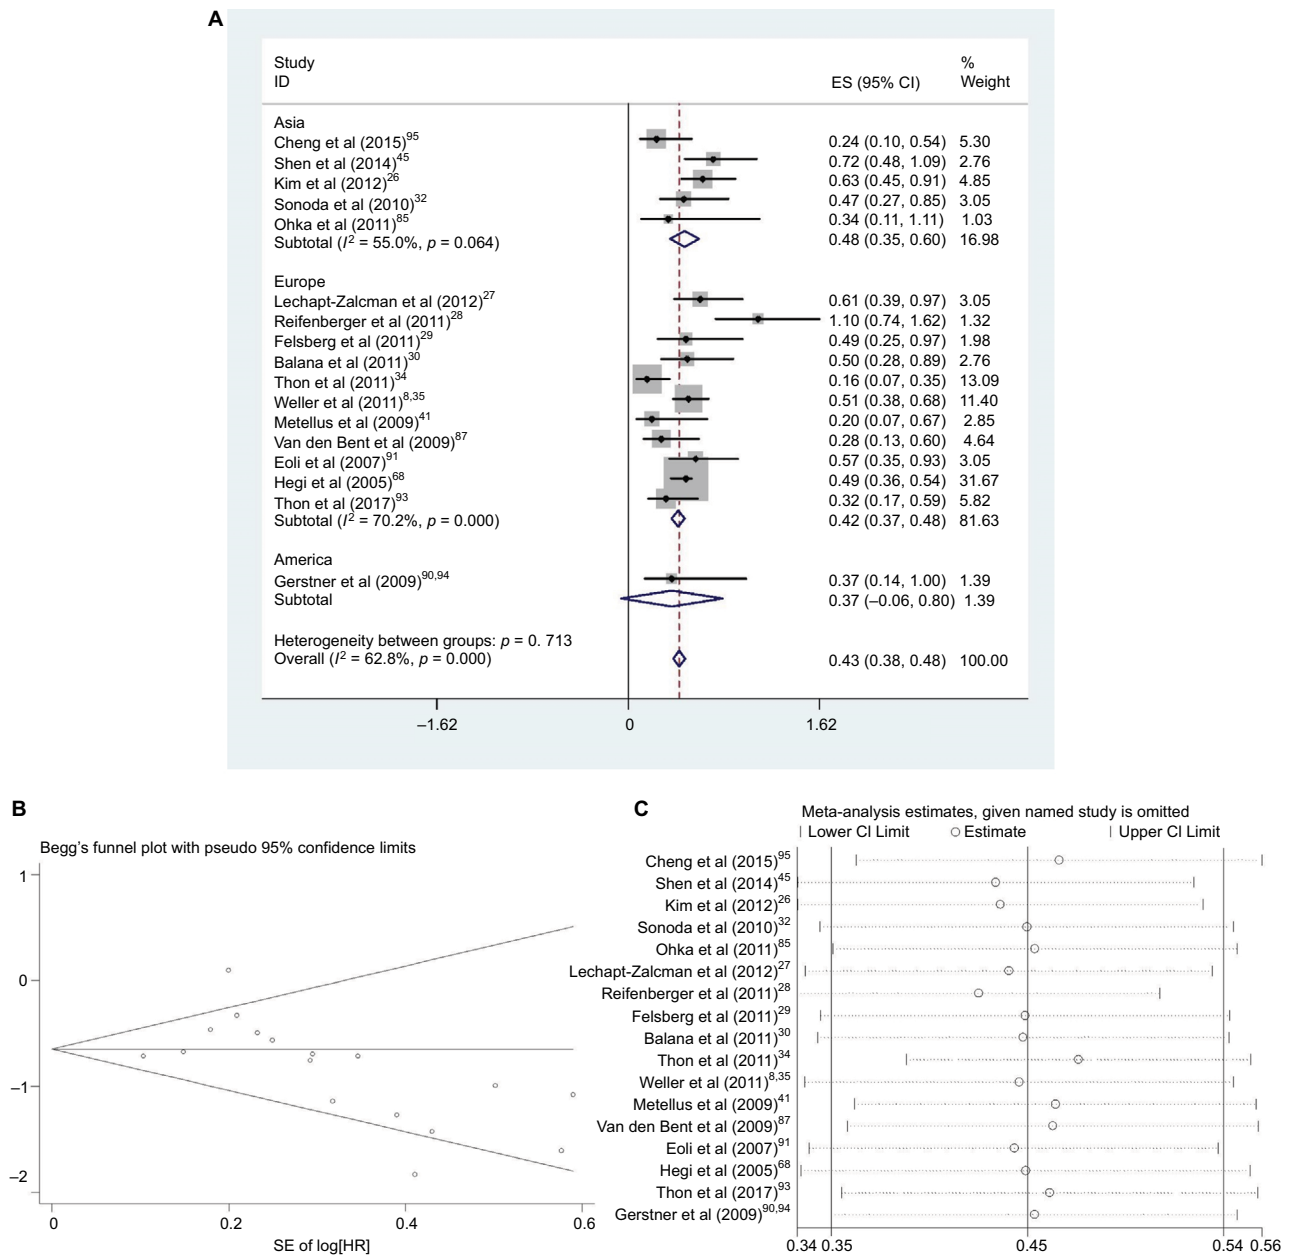 A
Study ID ES (95% CI) % Weight
Asia
Cheng et al (2015)95 0.24 (0.10, 0.54) 5.30
Shen et al (2014)45 0.72 (0.48, 1.09) 2.76
Kim et al (2012)26 0.63 (0.45, 0.91) 4.85
Sonoda et al (2010)32 0.47 (0.27, 0.85) 3.05
Ohka et al (2011)85 0.34 (0.11, 1.11) 1.03
Subtotal (I2 = 55.0%, p = 0.064) 0.48 (0.35, 0.60) 16.98
Europe
Lechapt-Zalcman et al (2012)27 0.61 (0.39, 0.97) 3.05
Reifenberger et al (2011)28 1.10 (0.74, 1.62) 1.32
Felsberg et al (2011)29 0.49 (0.25, 0.97) 1.98
Balana et al (2011)30 0.50 (0.28, 0.89) 2.76
Thon et al (2011)34 0.16 (0.07, 0.35) 13.09
Weller et al (2011)8,35 0.51 (0.38, 0.68) 11.40
Metellus et al (2009)41 0.20 (0.07, 0.67) 2.85
Van den Bent et al (2009)87 0.28 (0.13, 0.60) 4.64
Eoli et al (2007)91 0.57 (0.35, 0.93) 3.05
Hegi et al (2005)68 0.49 (0.36, 0.54) 31.67
Thon et al (2017)93 0.32 (0.17, 0.59) 5.82
Subtotal (I2 = 70.2%, p = 0.000) 0.42 (0.37, 0.48) 81.63
America
Gerstner et al (2009)90,94 0.37 (0.14, 1.00) 1.39
Subtotal 0.37 (–0.06, 0.80) 1.39
Heterogeneity between groups: p = 0. 713
Overall (I2 = 62.8%, p = 0.000) 0.43 (0.38, 0.48) 100.00
–1.62 0 1.62
B
Begg's funnel plot with pseudo 95% confidence limits
1
0
–1
–2
0 0.2 0.4 0.6
SE of log[HR]
C
Meta-analysis estimates, given named study is omitted
Lower CI Limit Estimate Upper CI Limit
Cheng et al (2015)95
Shen et al (2014)45
Kim et al (2012)26
Sonoda et al (2010)32
Ohka et al (2011)85
Lechapt-Zalcman et al (2012)27
Reifenberger et al (2011)28
Felsberg et al (2011)29
Balana et al (2011)30
Thon et al (2011)34
Weller et al (2011)8,35
Metellus et al (2009)41
Van den Bent et al (2009)87
Eoli et al (2007)91
Hegi et al (2005)68
Thon et al (2017)93
Gerstner et al (2009)90,94
0.34 0.35 0.45 0.54 0.56